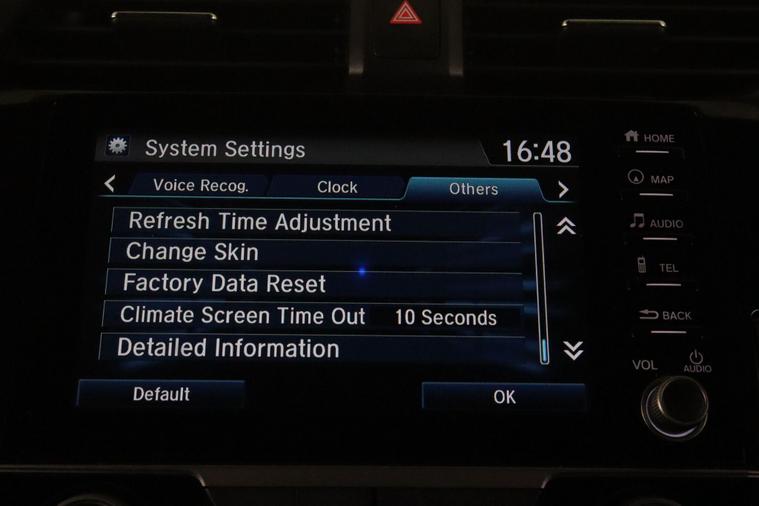 System Settings
16:48
Voice Recog.
Clock
Others
Refresh Time Adjustment
Change Skin
Factory Data Reset
Climate Screen Time Out 10 Seconds
Detailed Information
Default
OK
HOME
MAP
AUDIO
TEL
BACK
VOL
AUDIO